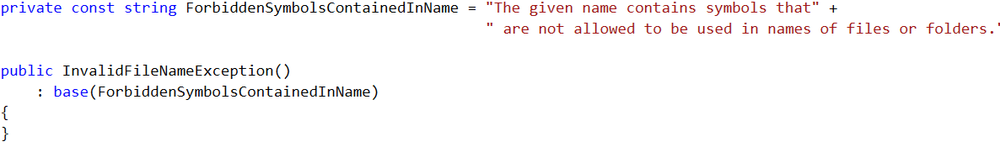 private const string ForbiddenSymbolsContainedInName = "The given name contains symbols that" +
" are not allowed to be used in names of files or folders.'
public InvalidFileNameException()
: base(ForbiddenSymbolsContainedInName)
{
}